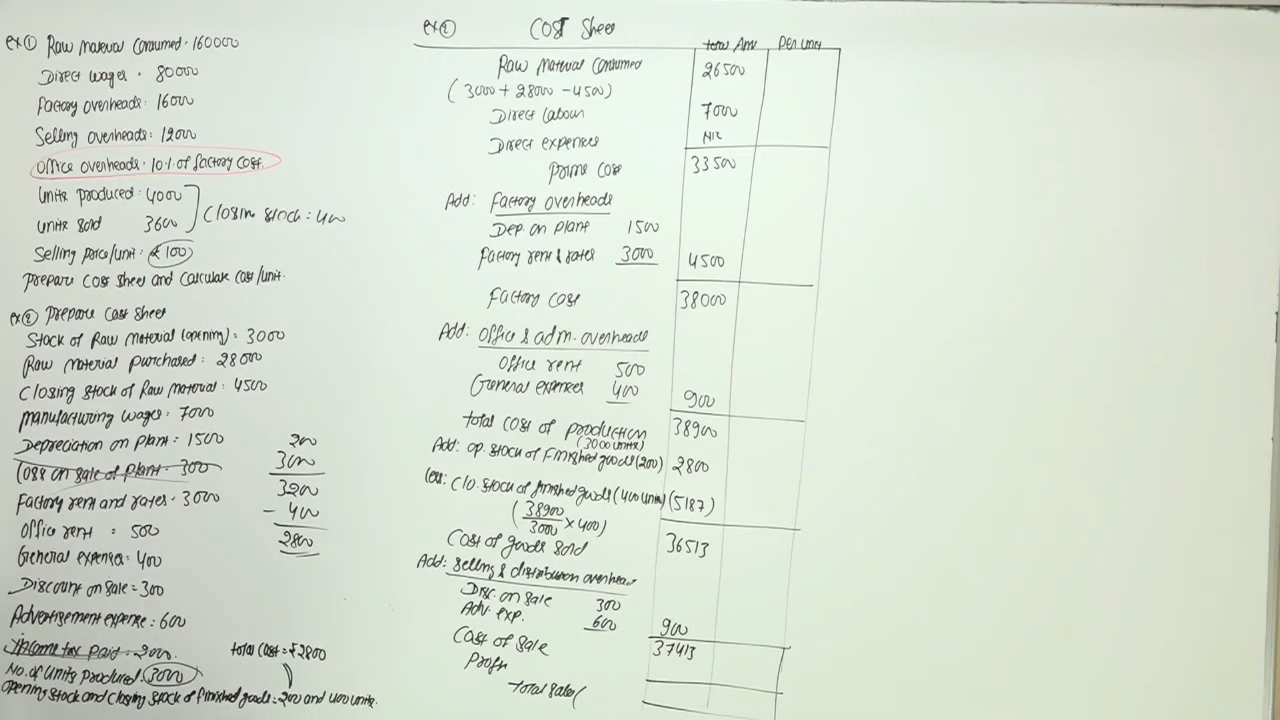 ex① Raw material Consumed: 160000
Direct wages: 80000
Factory overheads: 16000
Selling overheads: 12000
Office overheads: 10% of factory cost.
Units produced: 4000
Units sold 3600
Closing stock: 400
Selling price/unit: ₹100
Prepare cost sheet and calculate cost/unit.
ex② Prepare cost sheet
Stock of Raw material (opening): 3000
Raw material purchased: 28000
Closing stock of Raw material: 4500
Manufacturing wages: 7000
Depreciation on plant: 1500
Loss on sale of plant: 300
Factory rent and rates: 3000
Office rent = 500
General expenses: 400
Discount on sale = 300
Advertisement expense: 600
Income tax paid: 2000.
No. of units produced: 3000
Opening stock and closing stock of finished goods = 200 and 400 units.
total cost = ₹2800
200
3000
3200
- 400
2800
ex② Cost Sheet
total Amt Per unit
Raw material Consumed 26500
(3000 + 28000 - 4500)
Direct labour 7000
Direct expenses NIL
Prime cost 33500
Add: Factory overheads
Dep. on plant 1500
Factory rent & rates 3000 4500
Factory cost 38000
Add: Office & adm. overheads
Office rent 500
General expenses 400 900
total cost of production 38900
(3000 units)
Add: op. stock of finished goods (200) 2800
Less: clo. stock of finished goods (400 units) (5187)
(38900/3000 × 400)
Cost of goods sold 36513
Add: Selling & distribution overhead
Disc. on sale 300
Adv. exp. 600 900
Cost of sale 37413
Profit
total sales (